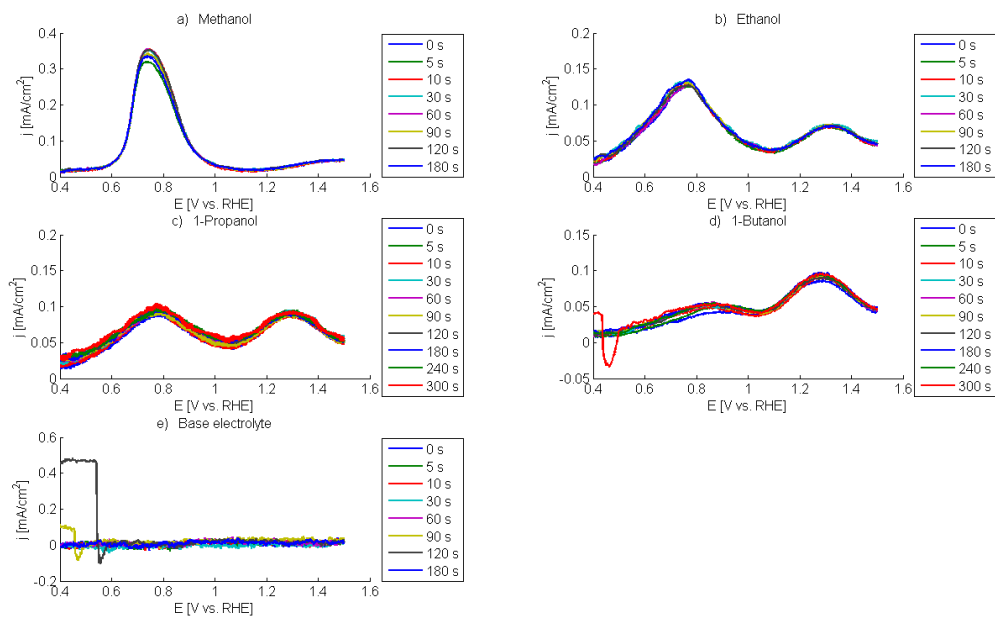 a) Methanol
0.4
0.3
0.2
0.1
0
j [mA/cm²]
0.4 0.6 0.8 1 1.2 1.4 1.6
E [V vs. RHE]
0 s
5 s
10 s
30 s
60 s
90 s
120 s
180 s
b) Ethanol
0.2
0.15
0.1
0.05
0
j [mA/cm²]
0.4 0.6 0.8 1 1.2 1.4 1.6
E [V vs. RHE]
0 s
5 s
10 s
30 s
60 s
90 s
120 s
180 s
c) 1-Propanol
0.2
0.15
0.1
0.05
0
j [mA/cm²]
0.4 0.6 0.8 1 1.2 1.4 1.6
E [V vs. RHE]
0 s
5 s
10 s
30 s
60 s
90 s
120 s
180 s
240 s
300 s
d) 1-Butanol
0.15
0.1
0.05
0
-0.05
j [mA/cm²]
0.4 0.6 0.8 1 1.2 1.4 1.6
E [V vs. RHE]
0 s
5 s
10 s
30 s
60 s
90 s
120 s
180 s
240 s
300 s
e) Base electrolyte
0.6
0.4
0.2
0
-0.2
j [mA/cm²]
0.4 0.6 0.8 1 1.2 1.4 1.6
E [V vs. RHE]
0 s
5 s
10 s
30 s
60 s
90 s
120 s
180 s